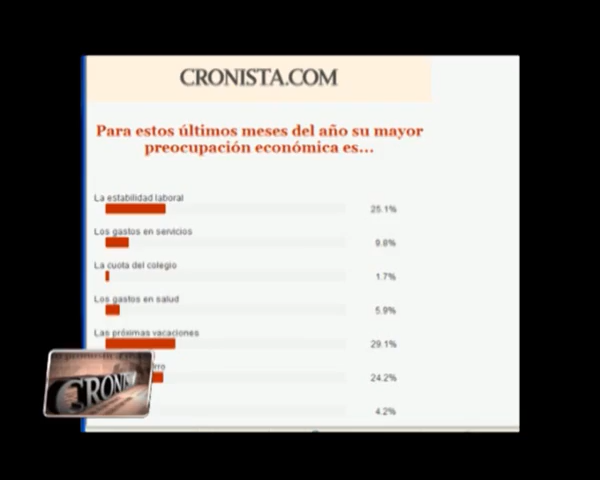 CRONISTA.COM
Para estos últimos meses del año su mayor
preocupación económica es...
La estabilidad laboral
25.1%
Los gastos en servicios
9.8%
La cuota del colegio
1.7%
Los gastos en salud
5.9%
Las próximas vacaciones
29.1%
24.2%
4.2%
CRONISTA